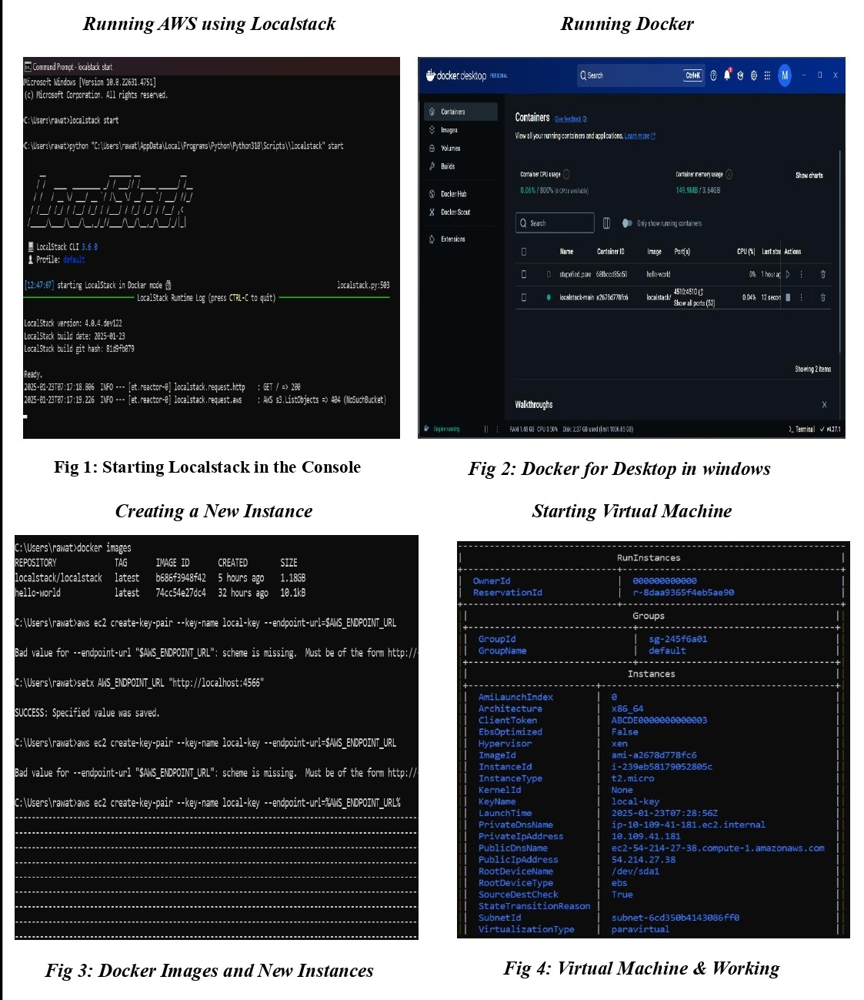 Running AWS using Localstack
Running Docker
Command Prompt - localstack start
Microsoft Windows [Version 10.0.22631.4751]
(c) Microsoft Corporation. All rights reserved.
C:\Users\rawat>localstack start
C:\Users\rawat>python "C:\Users\rawat\AppData\Local\Programs\Python\Python310\Scripts\\localstack" start
LocalStack
LocalStack CLI 3.6.0
Profile: default
[12:47:07] starting LocalStack in Docker mode localstack.py:503
LocalStack Runtime Log (press CTRL-C to quit)
LocalStack version: 4.0.4.dev122
LocalStack build date: 2025-01-23
LocalStack build git hash: 81d9fb079
Ready.
2025-01-23T07:17:18.806 INFO --- [et.reactor-0] localstack.request.http : GET / => 200
2025-01-23T07:17:19.226 INFO --- [et.reactor-0] localstack.request.aws : AWS s3.ListObjects => 404 (NoSuchBucket)
docker.desktop PERSONAL
Search Ctrl+K
M
Containers
Images
Volumes
Builds
Docker Hub
Docker Scout
Extensions
Containers Give feedback
View all your running containers and applications. Learn more
Container CPU usage
0.06% / 800% (8 CPUs available)
Container memory usage
149.9MB / 3.64GB
Show charts
Search
Only show running containers
Name Container ID Image Port(s) CPU (%) Last star Actions
stupefied_pare hello-world 0% 1 hour ag
localstack-main a2678d778fc6 localstack/ 4510:4510 0.04% 12 secon
Show all ports (52)
Showing 2 items
Walkthroughs
Engine running RAM 1.48 GB CPU 0.50% Disk: 2.37 GB used (limit 1006.85 GB) Terminal v4.37.1
Fig 1: Starting Localstack in the Console
Fig 2: Docker for Desktop in windows
Creating a New Instance
Starting Virtual Machine
C:\Users\rawat>docker images
REPOSITORY TAG IMAGE ID CREATED SIZE
localstack/localstack latest b686f3948f42 5 hours ago 1.18GB
hello-world latest 74cc54e27dc4 32 hours ago 10.1kB
C:\Users\rawat>aws ec2 create-key-pair --key-name local-key --endpoint-url=$AWS_ENDPOINT_URL
Bad value for --endpoint-url "$AWS_ENDPOINT_URL": scheme is missing. Must be of the form http://
C:\Users\rawat>setx AWS_ENDPOINT_URL "http://localhost:4566"
SUCCESS: Specified value was saved.
C:\Users\rawat>aws ec2 create-key-pair --key-name local-key --endpoint-url=$AWS_ENDPOINT_URL
Bad value for --endpoint-url "$AWS_ENDPOINT_URL": scheme is missing. Must be of the form http://
C:\Users\rawat>aws ec2 create-key-pair --key-name local-key --endpoint-url=%AWS_ENDPOINT_URL%
RunInstances
OwnerId 000000000000
ReservationId r-8daa9365f4eb5ae90
Groups
GroupId sg-245f6a01
GroupName default
Instances
AmiLaunchIndex 0
Architecture x86_64
ClientToken ABCDE0000000000003
EbsOptimized False
Hypervisor xen
ImageId ami-a2678d778fc6
InstanceId i-239eb58179052805c
InstanceType t2.micro
KernelId None
KeyName local-key
LaunchTime 2025-01-23T07:28:56Z
PrivateDnsName ip-10-109-41-181.ec2.internal
PrivateIpAddress 10.109.41.181
PublicDnsName ec2-54-214-27-38.compute-1.amazonaws.com
PublicIpAddress 54.214.27.38
RootDeviceName /dev/sda1
RootDeviceType ebs
SourceDestCheck True
StateTransitionReason
SubnetId subnet-6cd350b4143086ff0
VirtualizationType paravirtual
Fig 3: Docker Images and New Instances
Fig 4: Virtual Machine & Working